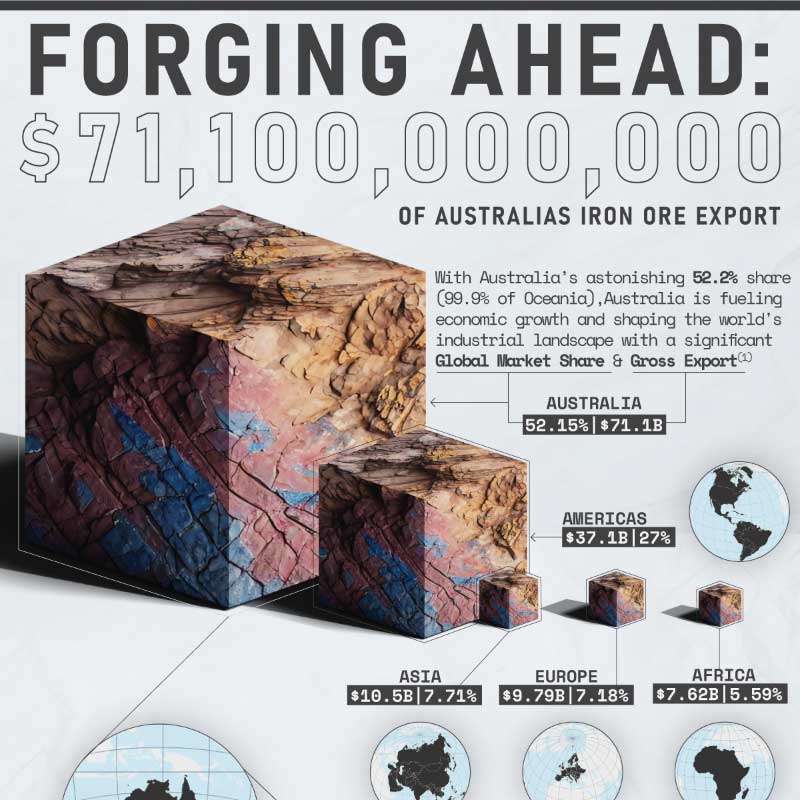 FORGING AHEAD:
$71,100,000,000
OF AUSTRALIAS IRON ORE EXPORT
With Australia's astonishing 52.2% share
(99.9% of Oceania),Australia is fueling
economic growth and shaping the world's
industrial landscape with a significant
Global Market Share & Gross Export(1)
AUSTRALIA
52.15%|$71.1B
AMERICAS
$37.1B|27%
ASIA
$10.5B|7.71%
EUROPE
$9.79B|7.18%
AFRICA
$7.62B|5.59%